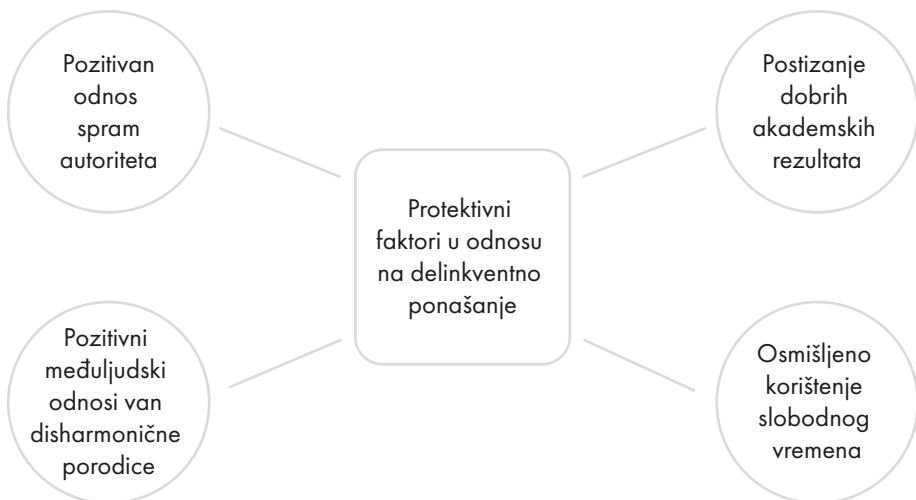 Pozitivan
odnos
spram
autoriteta
Postizanje
dobrih
akademskih
rezultata
Protektivni
faktori u odnosu
na delinkventno
ponašanje
Pozitivni
međuljudski
odnosi van
disharmonične
porodice
Osmišljeno
korištenje
slobodnog
vremena